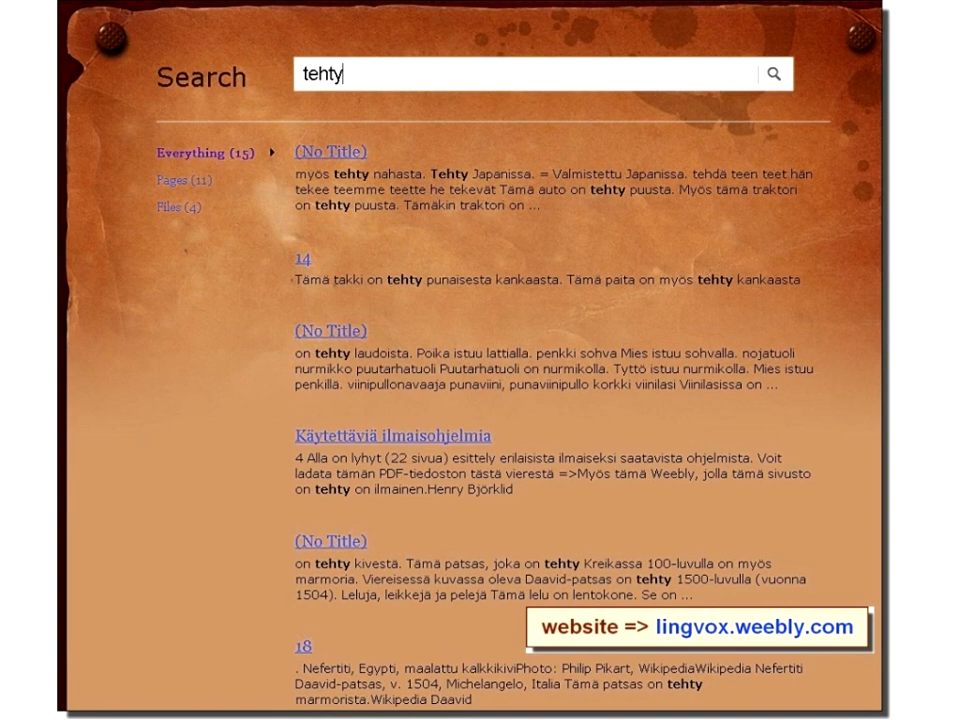 Search
tehty
Everything (15)
Pages (11)
Files (4)
(No Title)
myös tehty nahasta. Tehty Japanissa. = Valmistettu Japanissa. tehdä teen teet hän
tekee teemme teette he tekevät Tämä auto on tehty puusta. Myös tämä traktori
on tehty puusta. Tämäkin traktori on ...
14
Tämä takki on tehty punaisesta kankaasta. Tämä paita on myös tehty kankaasta
(No Title)
on tehty laudoista. Poika istuu lattialla. penkki sohva Mies istuu sohvalla. nojatuoli
nurmikko puutarhatuoli Puutarhatuoli on nurmikolla. Tyttö istuu nurmikolla. Mies istuu
penkillä. viinipullonavaaja punaviini, punaviinipullo korkki viinilasi Viinilasissa on ...
Käytettäviä ilmaisohjelmia
4 Alla on lyhyt (22 sivua) esittely erilaisista ilmaiseksi saatavista ohjelmista. Voit
ladata tämän PDF-tiedoston tästä vierestä =>Myös tämä Weebly, jolla tämä sivusto
on tehty on ilmainen.Henry Björklid
(No Title)
on tehty kivestä. Tämä patsas, joka on tehty Kreikassa 100-luvulla on myös
marmoria. Viereisessä kuvassa oleva Daavid-patsas on tehty 1500-luvulla (vuonna
1504). Leluja, leikkejä ja pelejä Tämä lelu on lentokone. Se on ...
website => lingvox.weebly.com
18
. Nefertiti, Egypti, maalattu kalkkikiviPhoto: Philip Pikart, WikipediaWikipedia Nefertiti
Daavid-patsas, v. 1504, Michelangelo, Italia Tämä patsas on tehty
marmorista.Wikipedia Daavid